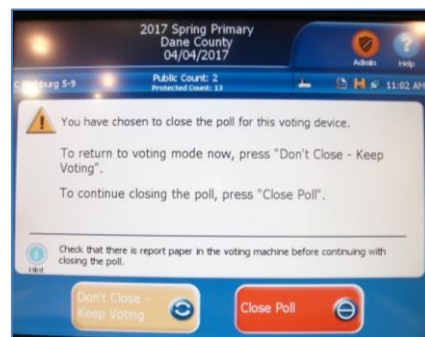 2017 Spring Primary
Dane County
04/04/2017
Admin
Help
5-9
Public Count: 2
Protected Count: 13
11:02 AM
You have chosen to close the poll for this voting device.
To return to voting mode now, press "Don't Close - Keep
Voting".
To continue closing the poll, press "Close Poll".
Check that there is report paper in the voting machine before continuing with
closing the poll.
Hint
Don't Close -
Keep Voting
Close Poll